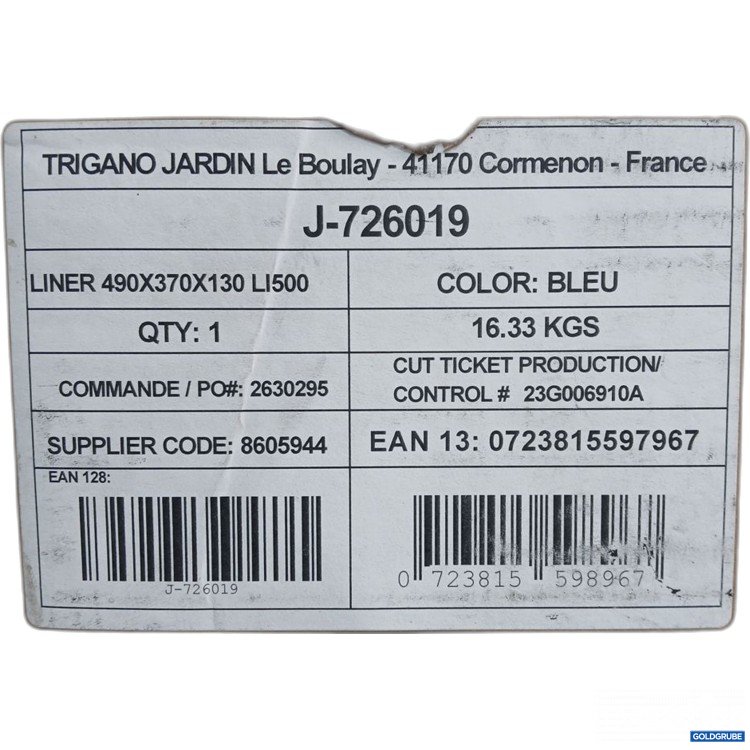 TRIGANO JARDIN Le Boulay - 41170 Cormenon - France
J-726019
LINER 490X370X130 LI500
COLOR: BLEU
QTY: 1
16.33 KGS
COMMANDE / PO#: 2630295
CUT TICKET PRODUCTION/
CONTROL # 23G006910A
SUPPLIER CODE: 8605944
EAN 13: 0723815597967
EAN 128:
J-726019
0 723815 598967
GOLDGRUBE